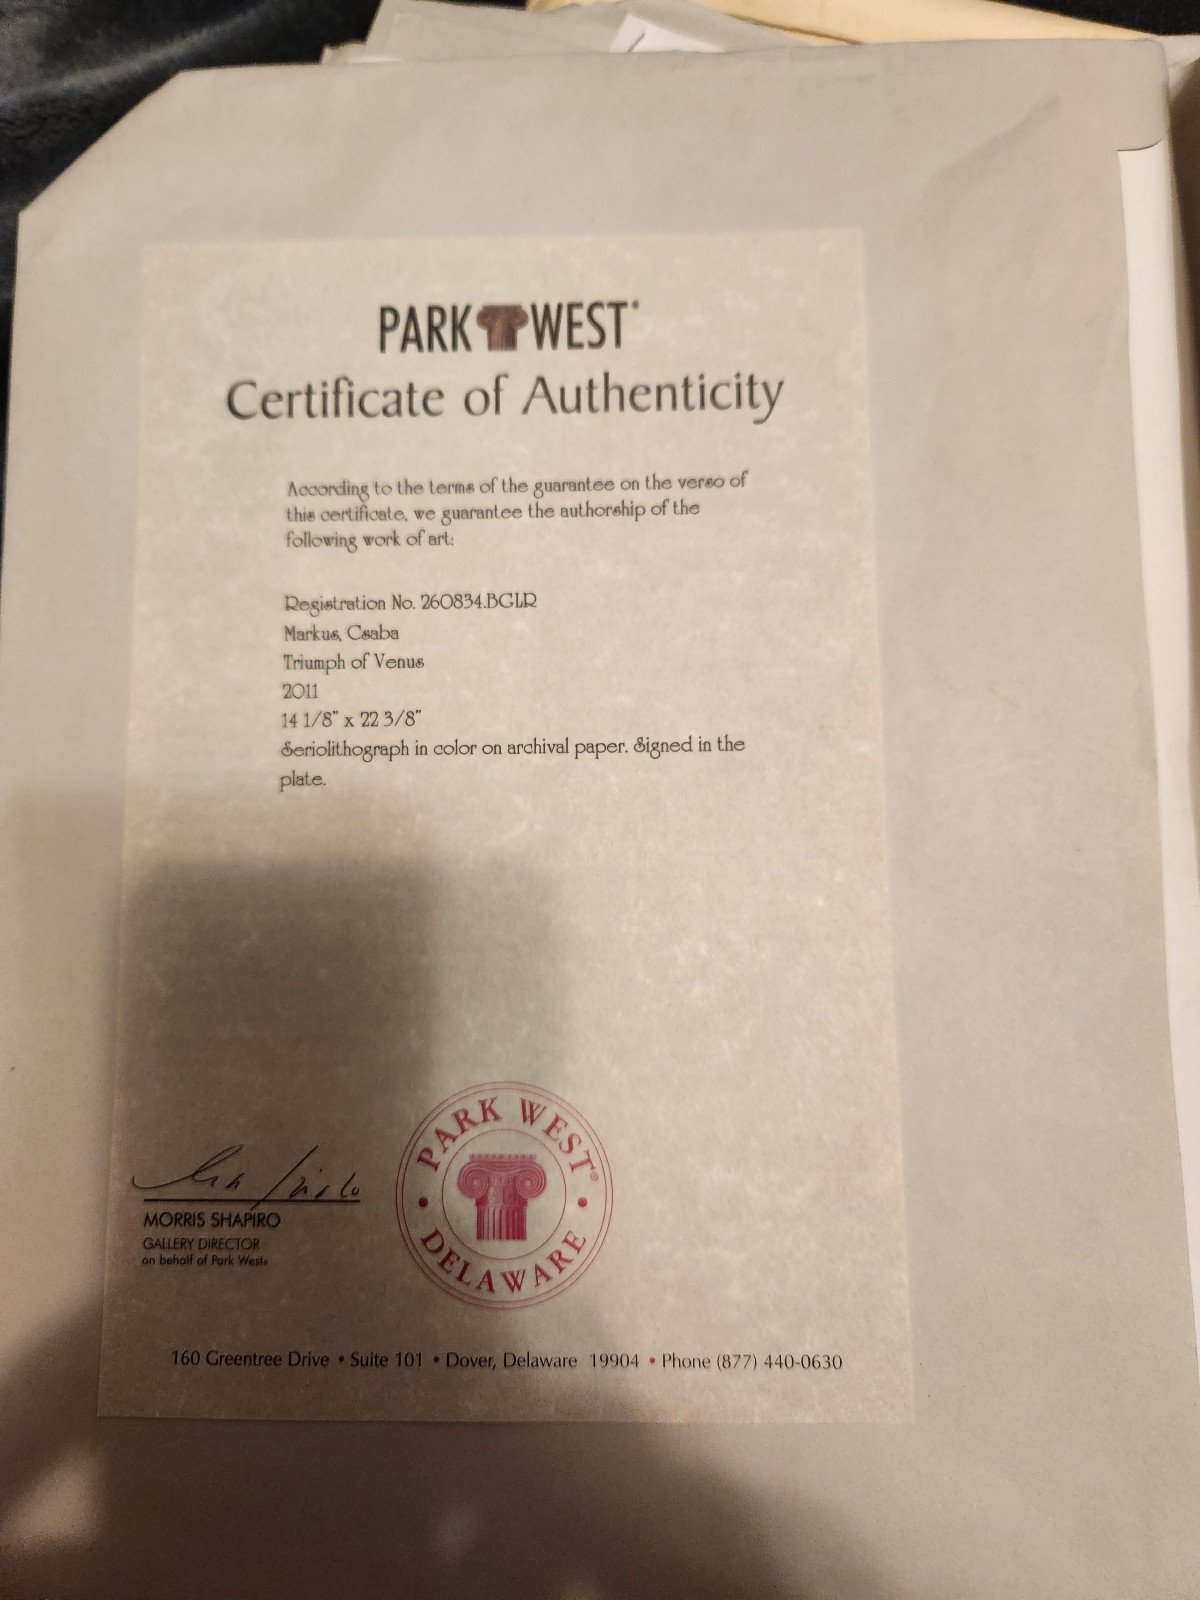 PARK WEST®
Certificate of Authenticity
According to the terms of the guarantee on the verso of
this certificate, we guarantee the authorship of the
following work of art:
Registration No. 260834.BGLR
Markus, Csaba
Triumph of Venus
2011
14 1/8" x 22 3/8"
Seriolithograph in color on archival paper. Signed in the
plate.
MORRIS SHAPIRO
GALLERY DIRECTOR
on behalf of Park West®
PARK WEST®
• DELAWARE •
160 Greentree Drive • Suite 101 • Dover, Delaware 19904 • Phone (877) 440-0630